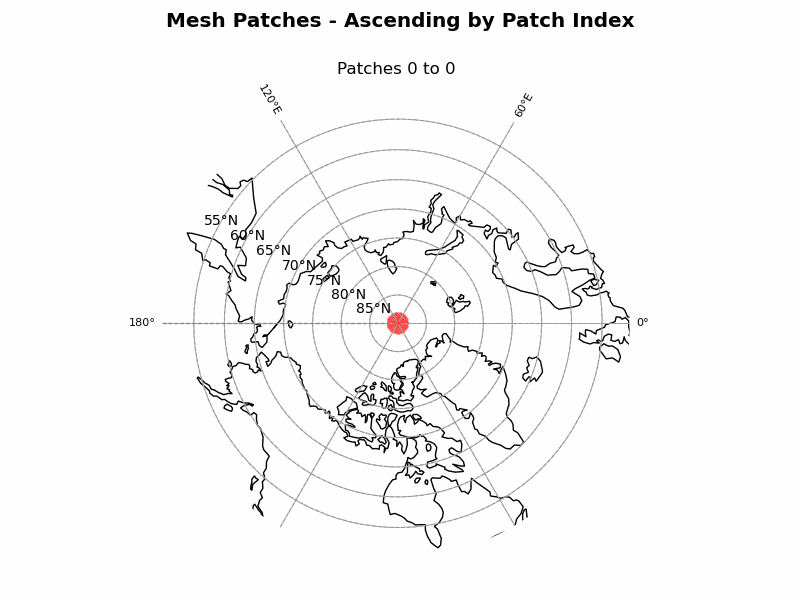 Mesh Patches - Ascending by Patch Index
Patches 0 to 0
120°E
60°E
55°N
60°N
65°N
70°N
75°N
80°N
85°N
180°
0°